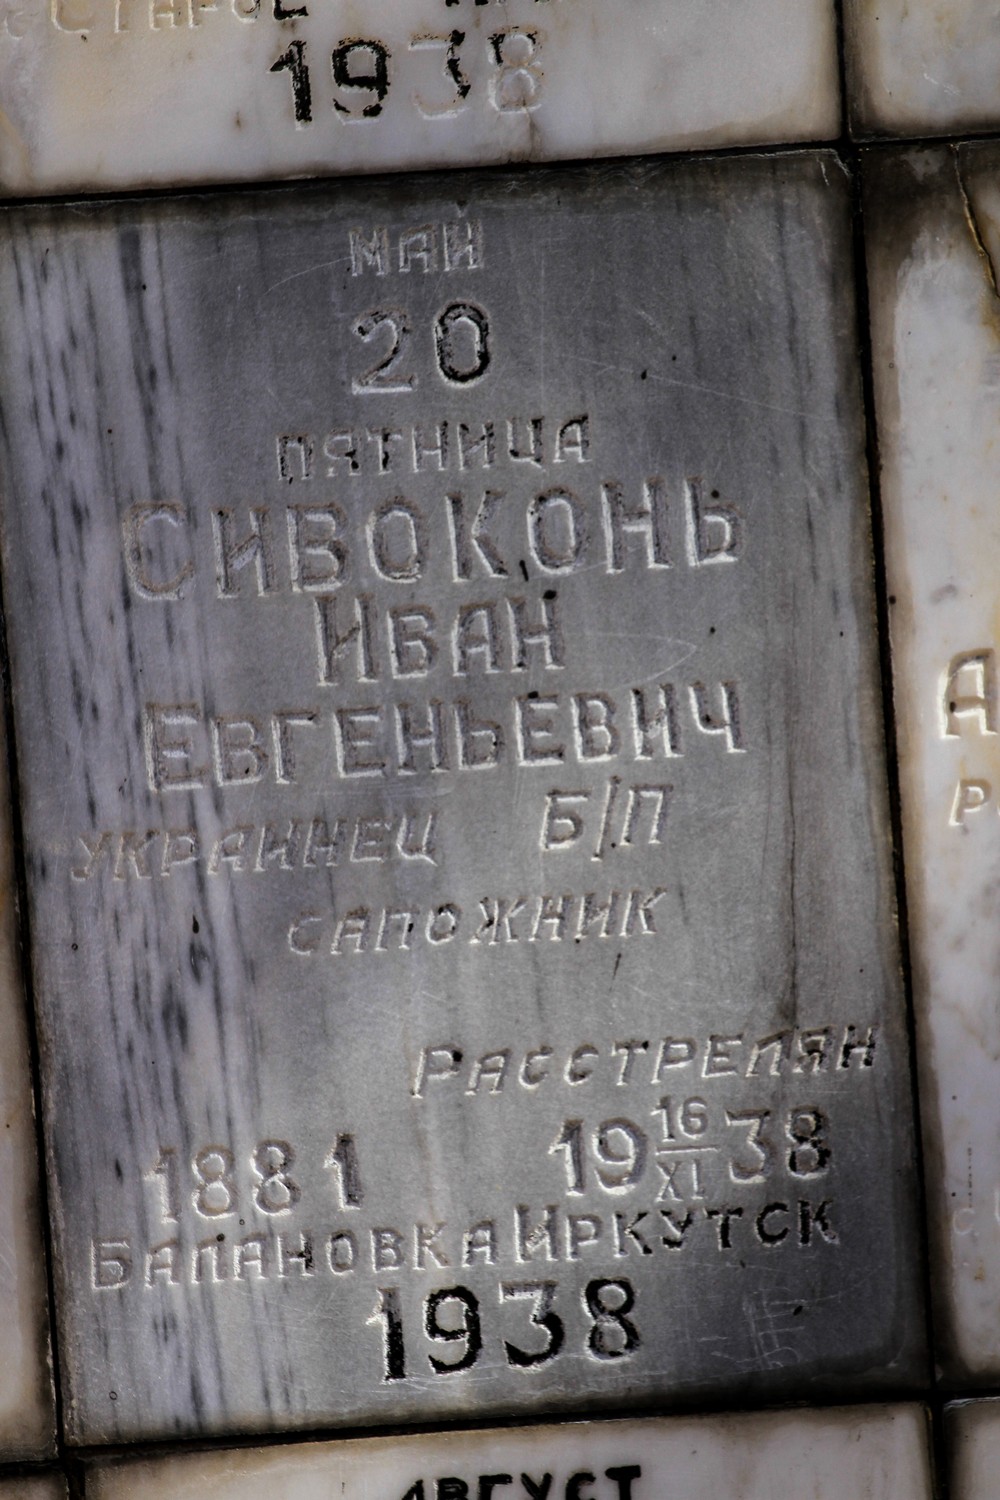 1938
МАЙ
20
ПЯТНИЦА
СИВОКОНЬ
ИВАН
ЕВГЕНЬЕВИЧ
УКРАИНЕЦ Б/П
САПОЖНИК
РАССТРЕЛЯН
1881 19 16/XI 38
БАЛАНОВКА ИРКУТСК
1938
АВГУСТ